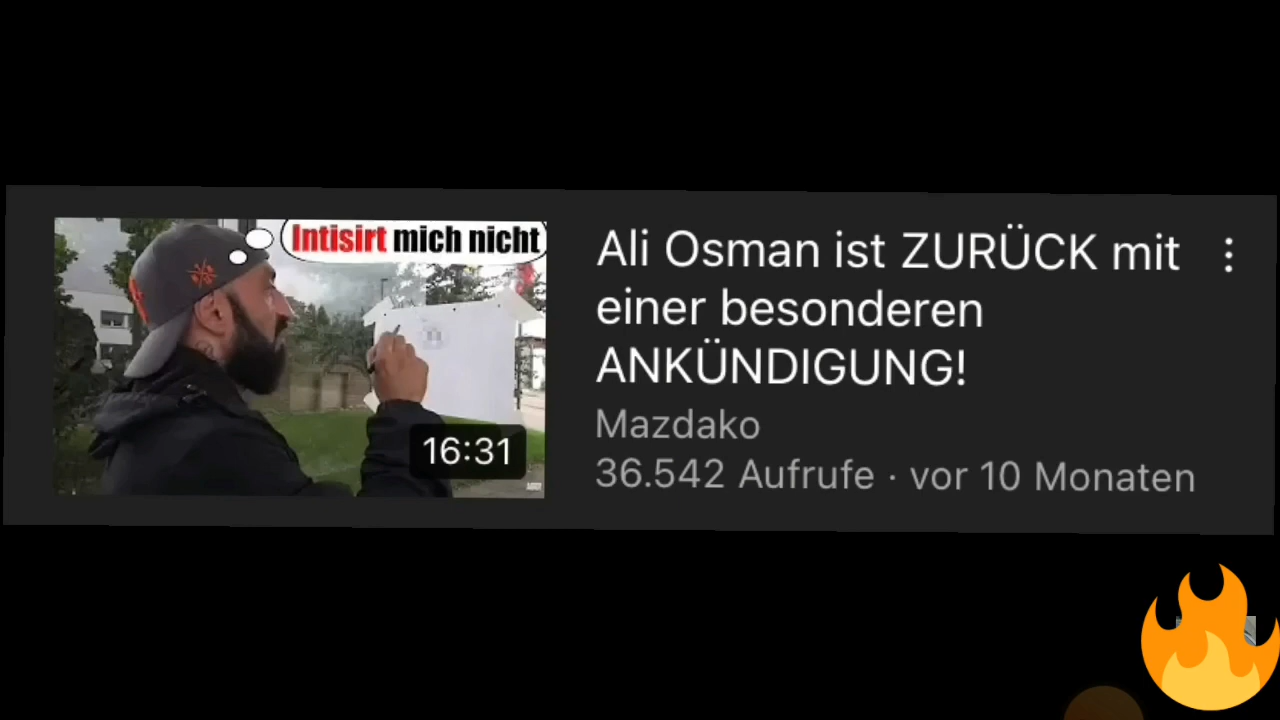 Intisirt mich nicht
16:31
Ali Osman ist ZURÜCK mit
einer besonderen
ANKÜNDIGUNG!
Mazdako
36.542 Aufrufe · vor 10 Monaten